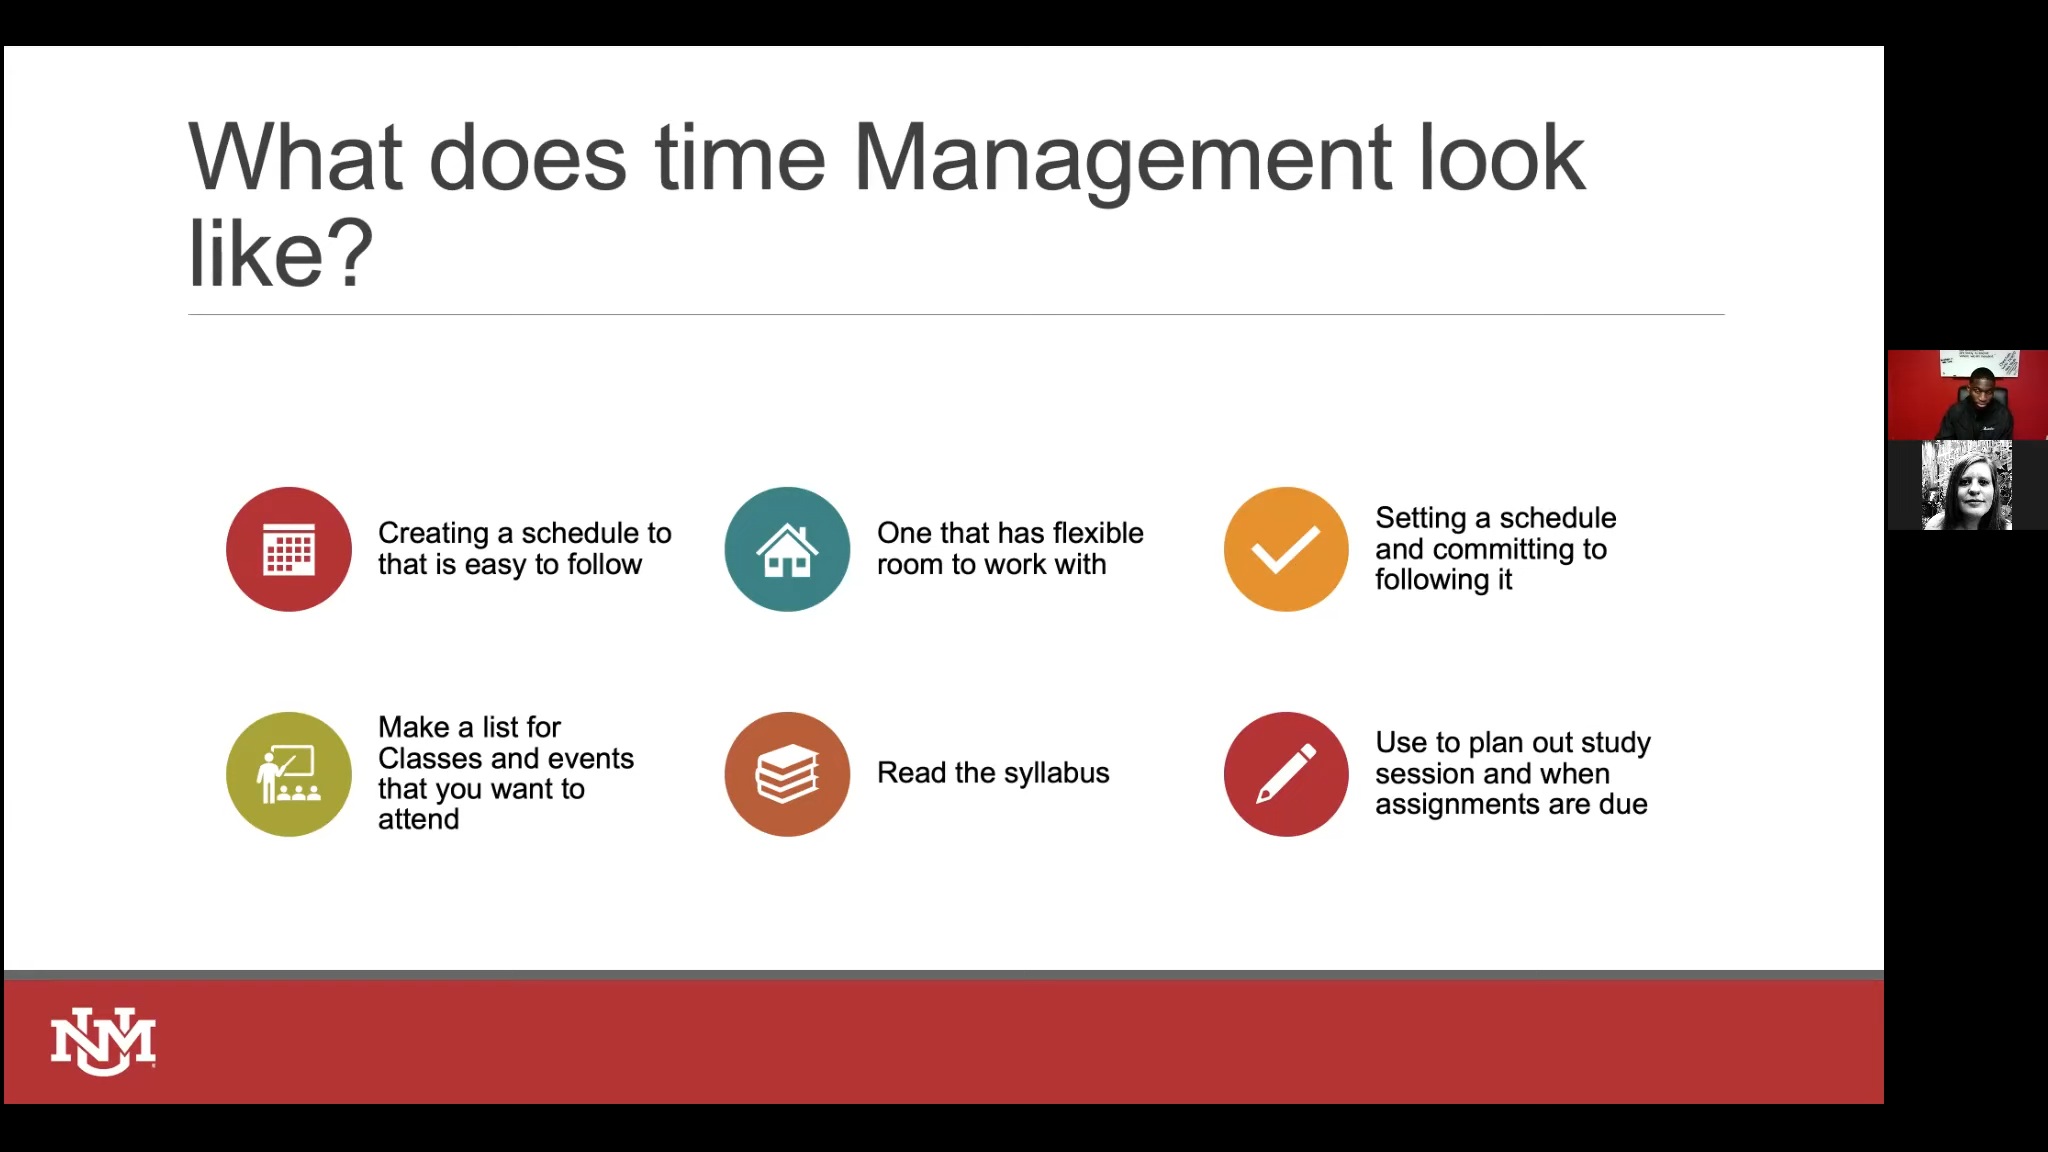 What does time Management look
like?
Creating a schedule to
that is easy to follow
One that has flexible
room to work with
Setting a schedule
and committing to
following it
Make a list for
Classes and events
that you want to
attend
Read the syllabus
Use to plan out study
session and when
assignments are due
UNM